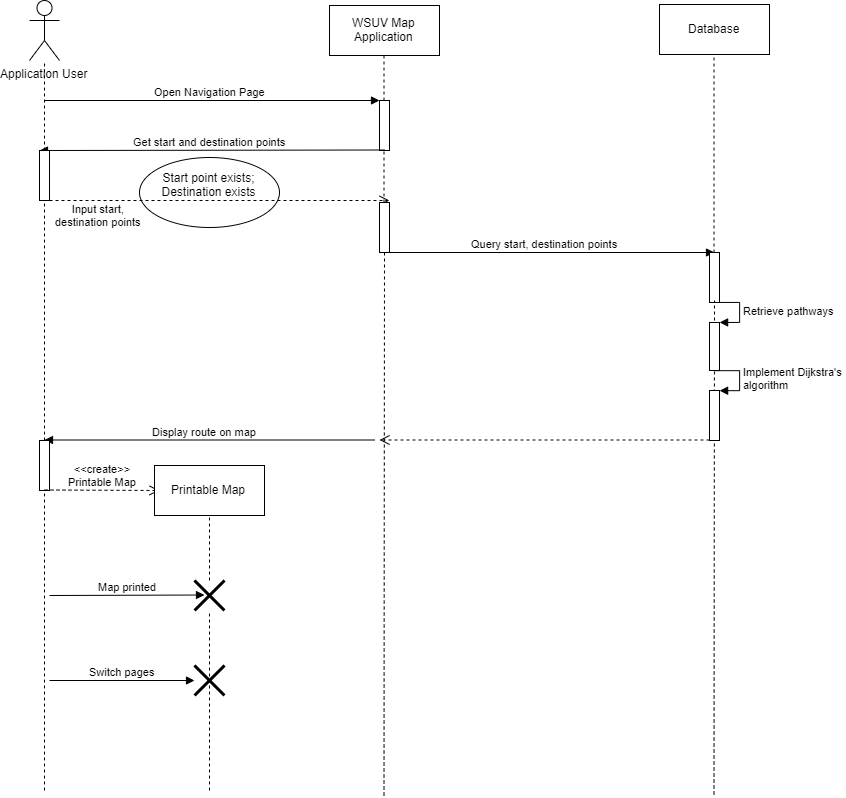 WSUV Map
Application
Database
Application User
Open Navigation Page
Get start and destination points
Start point exists;
Destination exists
Input start,
destination points
Query start, destination points
Retrieve pathways
Implement Dijkstra's
algorithm
Display route on map
<<create>>
Printable Map
Printable Map
Map printed
Switch pages